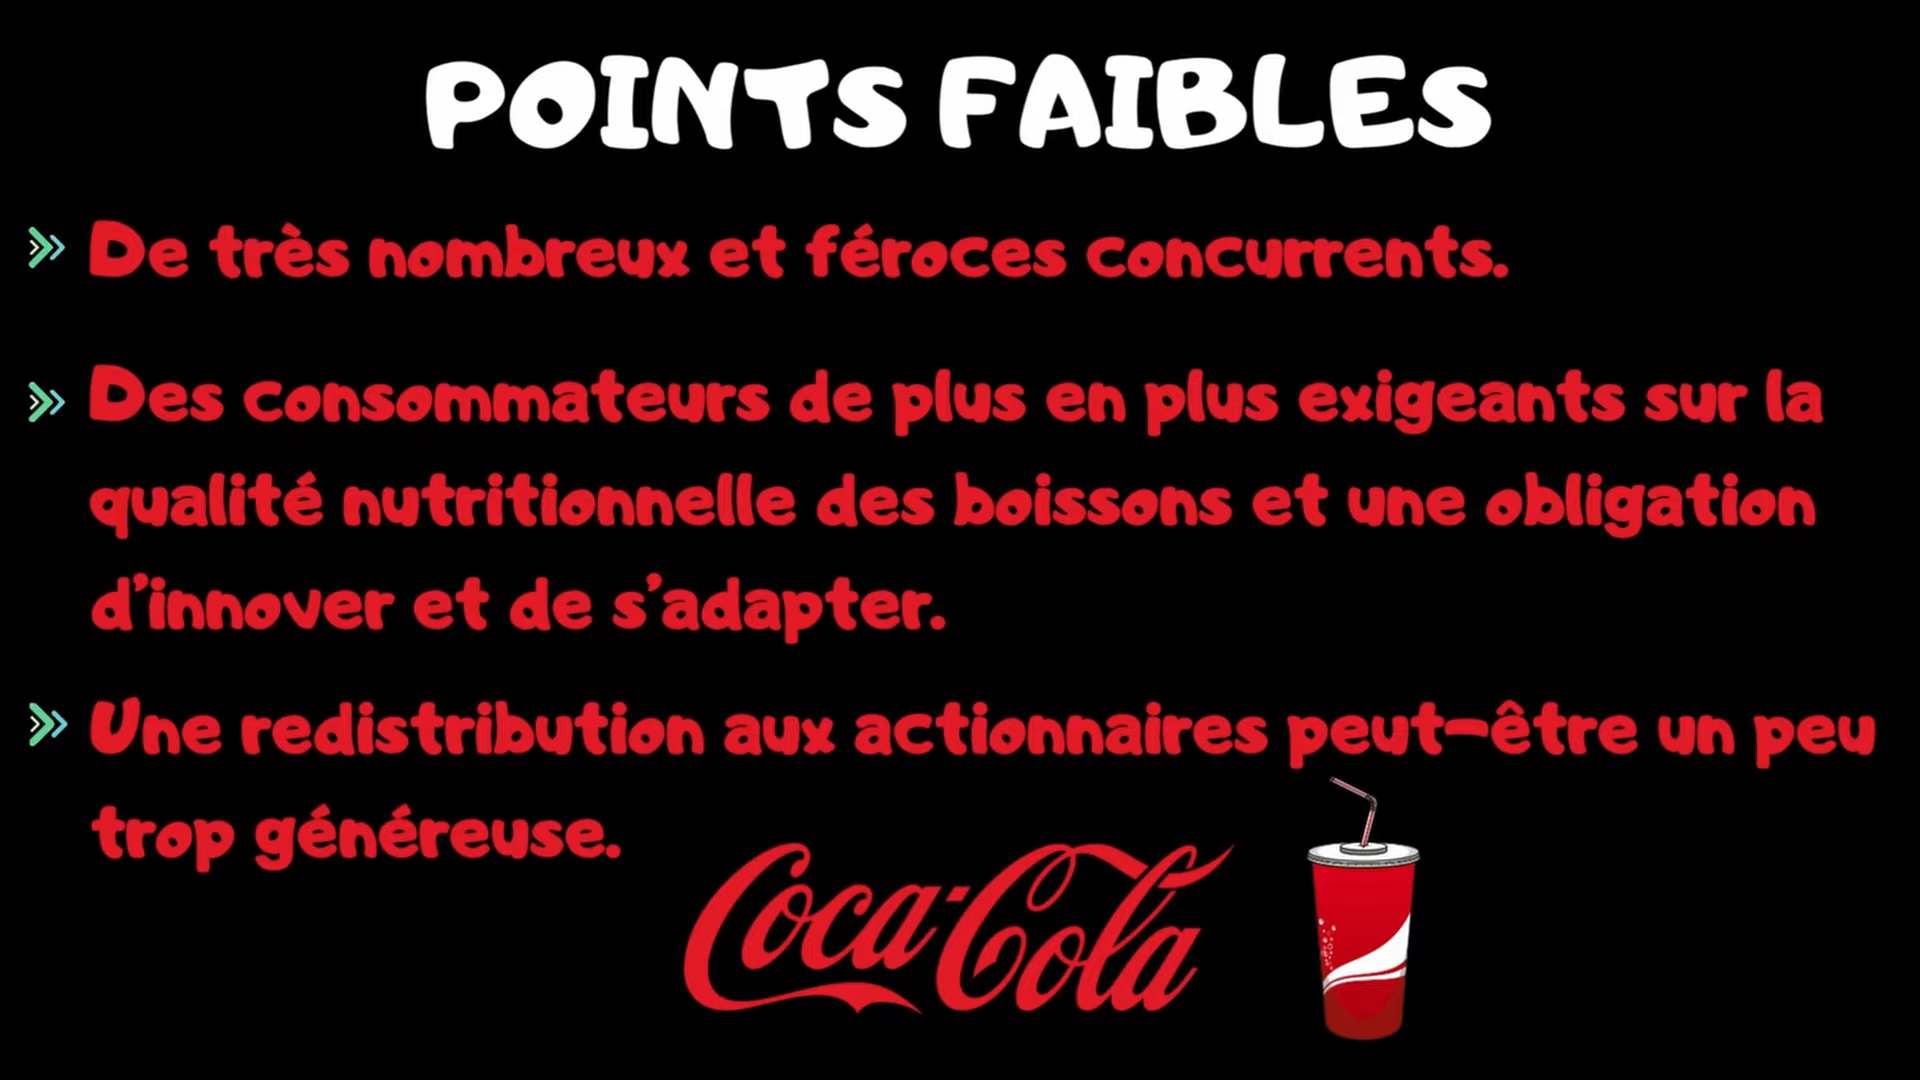 POINTS FAIBLES
De très nombreux et féroces concurrents.
Des consommateurs de plus en plus exigeants sur la
qualité nutritionnelle des boissons et une obligation
d'innover et de s'adapter.
Une redistribution aux actionnaires peut-être un peu
trop généreuse.
Coca-Cola